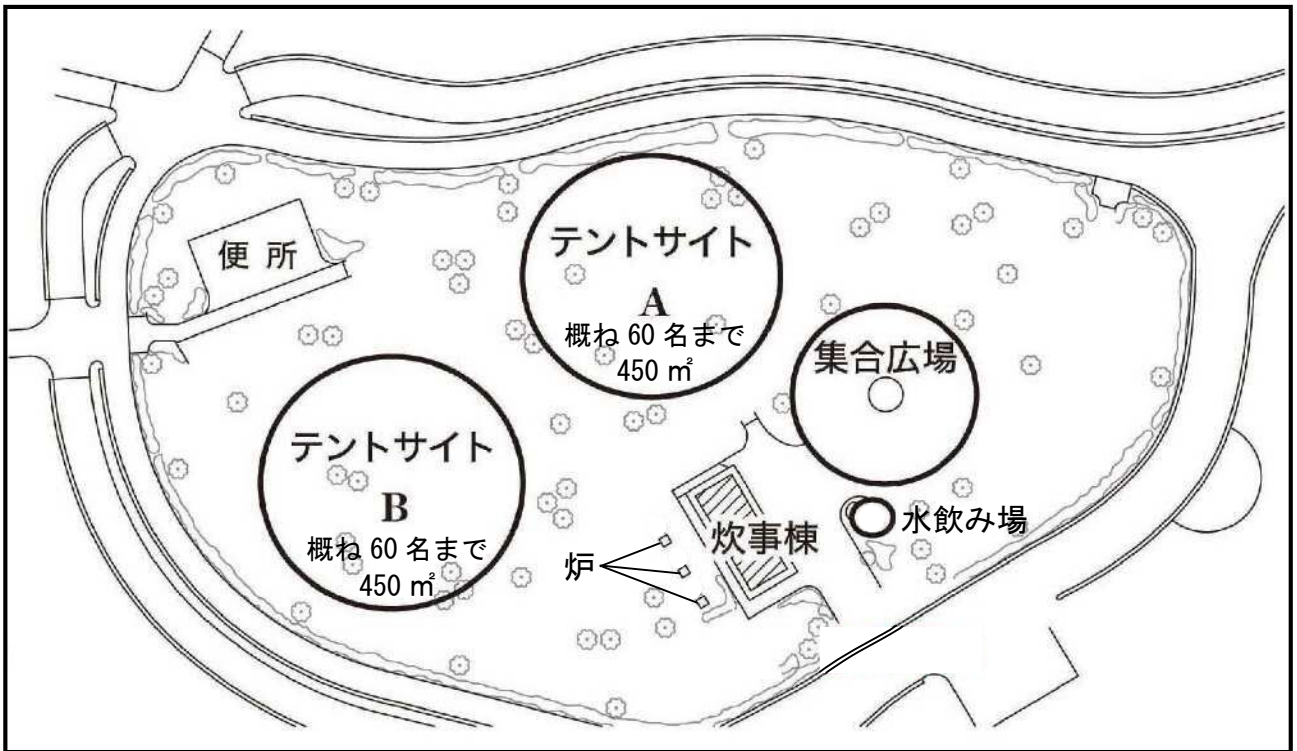 便所
テントサイト
A
概ね 60 名まで
450 ㎡
集合広場
テントサイト
B
概ね 60 名まで
450 ㎡
炊事棟
水飲み場
炉